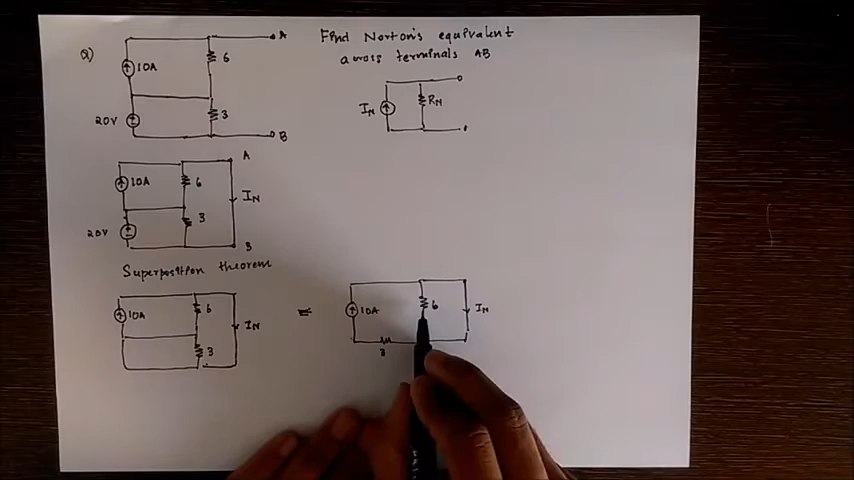 Q)
10A
6
A
20V
3
B
Find Norton's equivalent
across terminals AB
IN
RN
10A
6
A
IN
20V
3
B
Superposition theorem
10A
6
IN
3
=
10A
6
IN
3